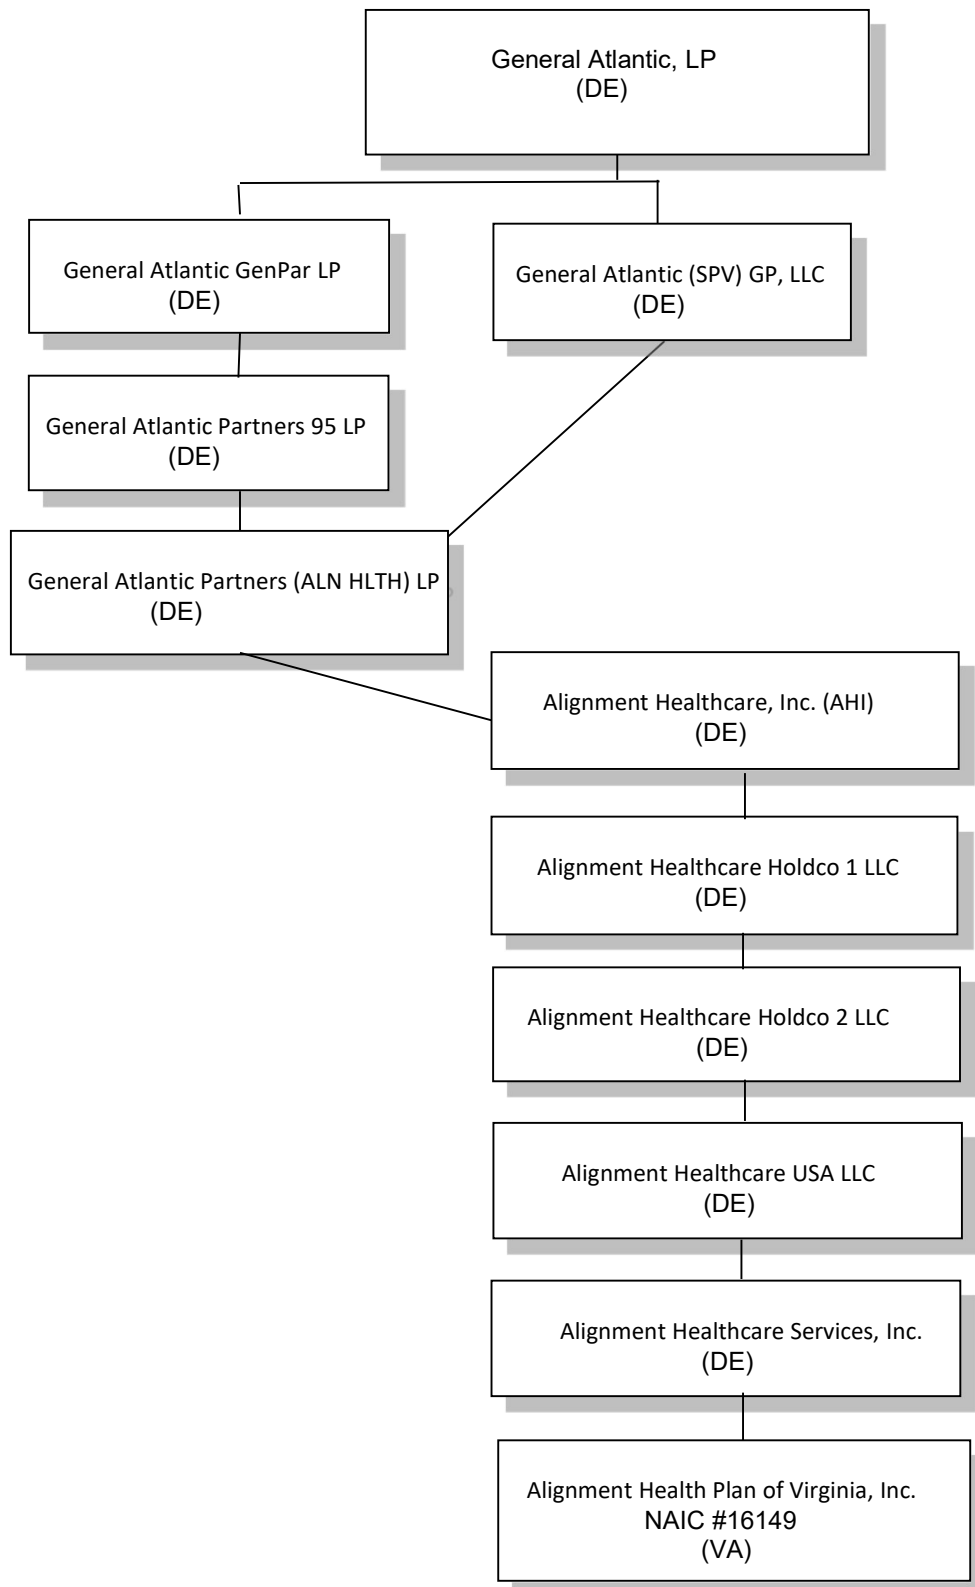 General Atlantic, LP
(DE)
General Atlantic GenPar LP
(DE)
General Atlantic (SPV) GP, LLC
(DE)
General Atlantic Partners 95 LP
(DE)
General Atlantic Partners (ALN HLTH) LP
(DE)
Alignment Healthcare, Inc. (AHI)
(DE)
Alignment Healthcare Holdco 1 LLC
(DE)
Alignment Healthcare Holdco 2 LLC
(DE)
Alignment Healthcare USA LLC
(DE)
Alignment Healthcare Services, Inc.
(DE)
Alignment Health Plan of Virginia, Inc.
NAIC #16149
(VA)